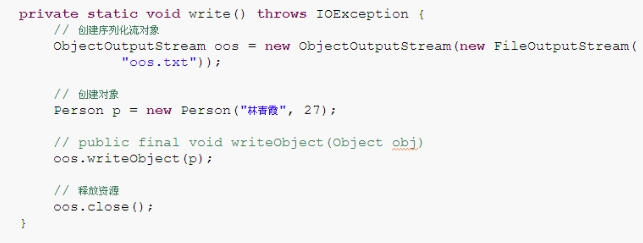 private static void write() throws IOException {
// 创建序列化流对象
ObjectOutputStream oos = new ObjectOutputStream(new FileOutputStream(
"oos.txt"));
// 创建对象
Person p = new Person("林青霞", 27);
// public final void writeObject(Object obj)
oos.writeObject(p);
// 释放资源
oos.close();
}